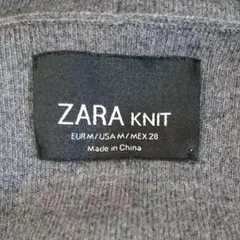 ZARA KNIT
EUR M / USA M / MEX 28
Made in China